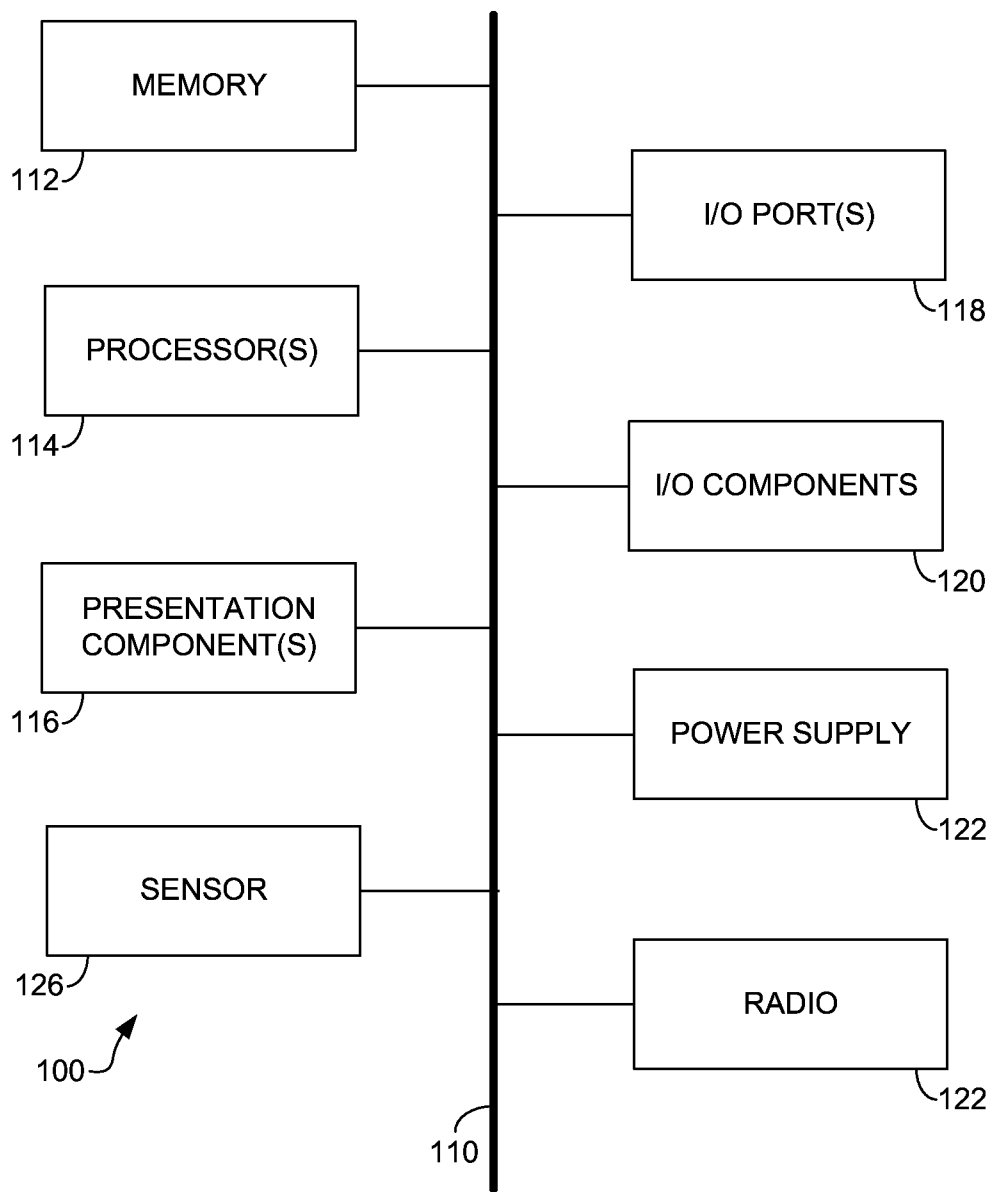 MEMORY
112
I/O PORT(S)
118
PROCESSOR(S)
114
I/O COMPONENTS
120
PRESENTATION
COMPONENT(S)
116
POWER SUPPLY
122
SENSOR
126
RADIO
122
100
110